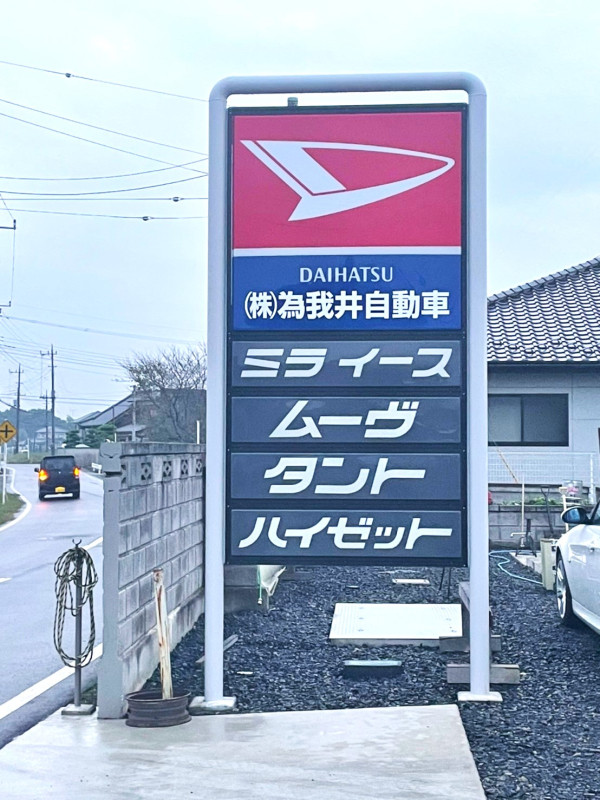 DAIHATSU
(株)為我井自動車
ミラ イース
ムーヴ
タント
ハイゼット